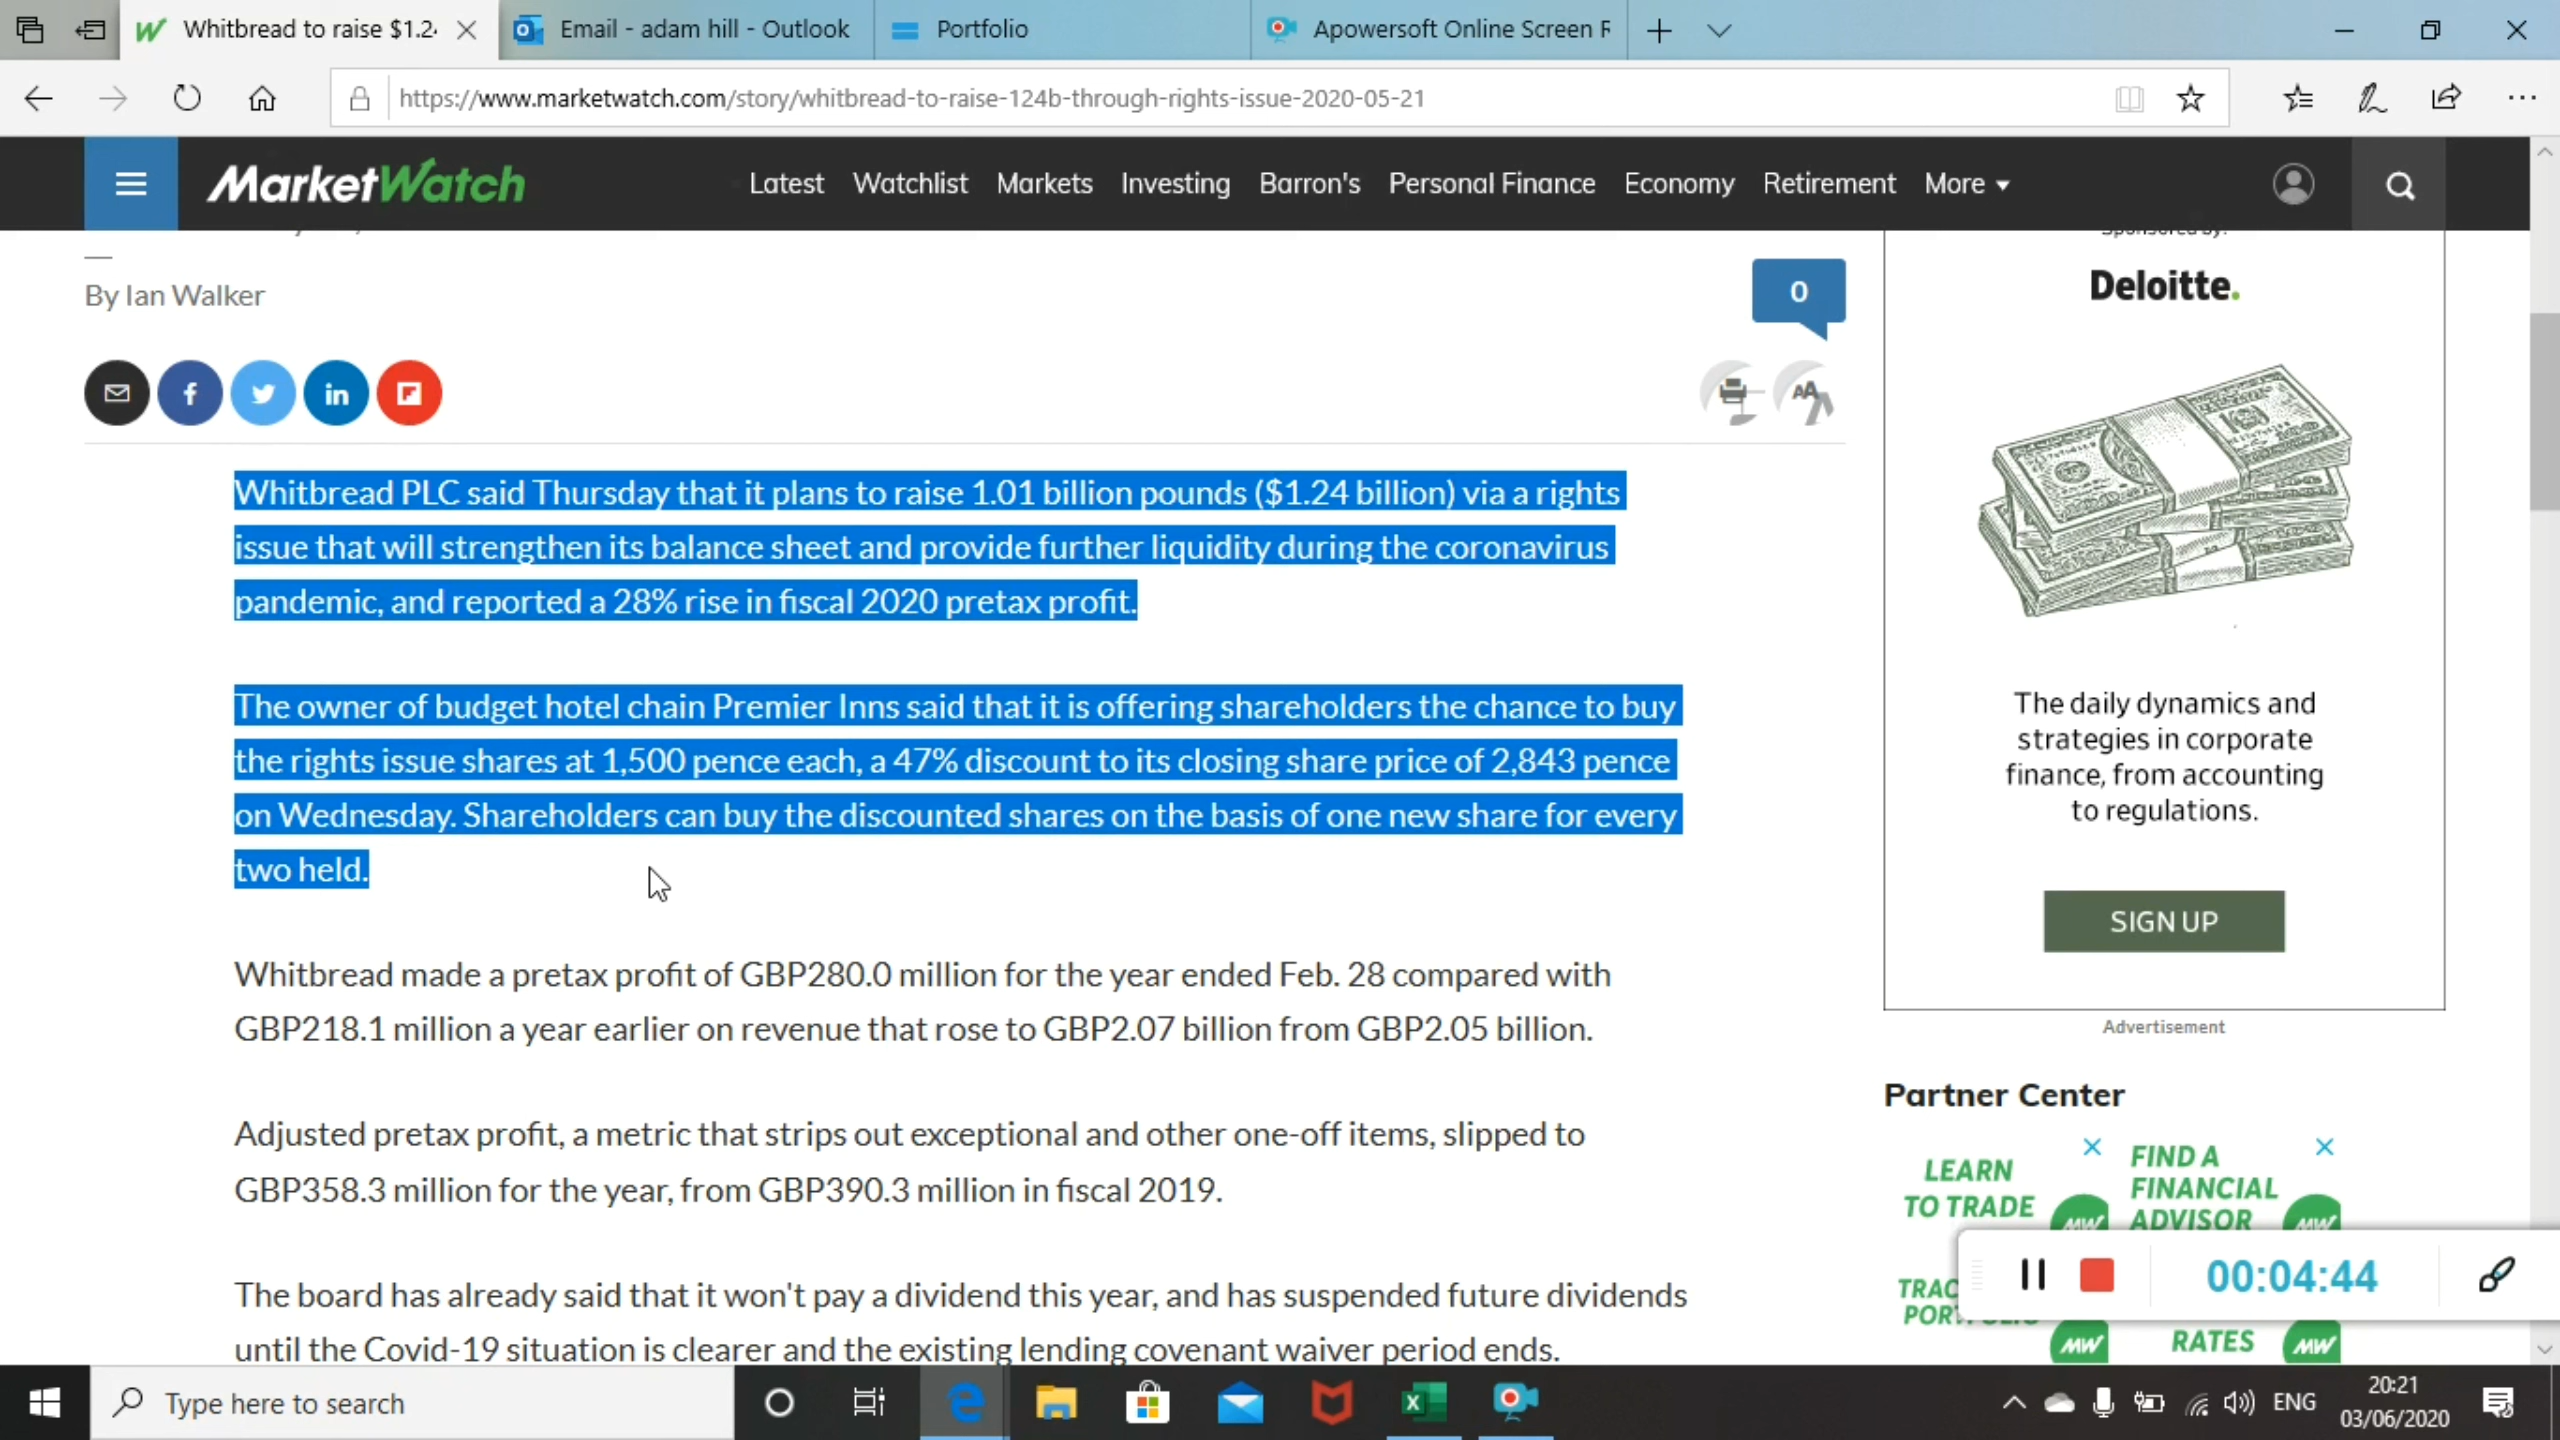 Whitbread to raise $1.2
Email - adam hill - Outlook
Portfolio
Apowersoft Online Screen R
https://www.marketwatch.com/story/whitbread-to-raise-124b-through-rights-issue-2020-05-21
MarketWatch
Latest
Watchlist
Markets
Investing
Barron's
Personal Finance
Economy
Retirement
More
By Ian Walker
0
Whitbread PLC said Thursday that it plans to raise 1.01 billion pounds ($1.24 billion) via a rights
issue that will strengthen its balance sheet and provide further liquidity during the coronavirus
pandemic, and reported a 28% rise in fiscal 2020 pretax profit.
The owner of budget hotel chain Premier Inns said that it is offering shareholders the chance to buy
the rights issue shares at 1,500 pence each, a 47% discount to its closing share price of 2,843 pence
on Wednesday. Shareholders can buy the discounted shares on the basis of one new share for every
two held.
Whitbread made a pretax profit of GBP280.0 million for the year ended Feb. 28 compared with
GBP218.1 million a year earlier on revenue that rose to GBP2.07 billion from GBP2.05 billion.
Adjusted pretax profit, a metric that strips out exceptional and other one-off items, slipped to
GBP358.3 million for the year, from GBP390.3 million in fiscal 2019.
The board has already said that it won't pay a dividend this year, and has suspended future dividends
until the Covid-19 situation is clearer and the existing lending covenant waiver period ends.
Sponsored by:
Deloitte.
The daily dynamics and
strategies in corporate
finance, from accounting
to regulations.
SIGN UP
Advertisement
Partner Center
LEARN
TO TRADE
MW
FIND A
FINANCIAL
ADVISOR
MW
MW
RATES
MW
00:04:44
Type here to search
ENG
20:21
03/06/2020